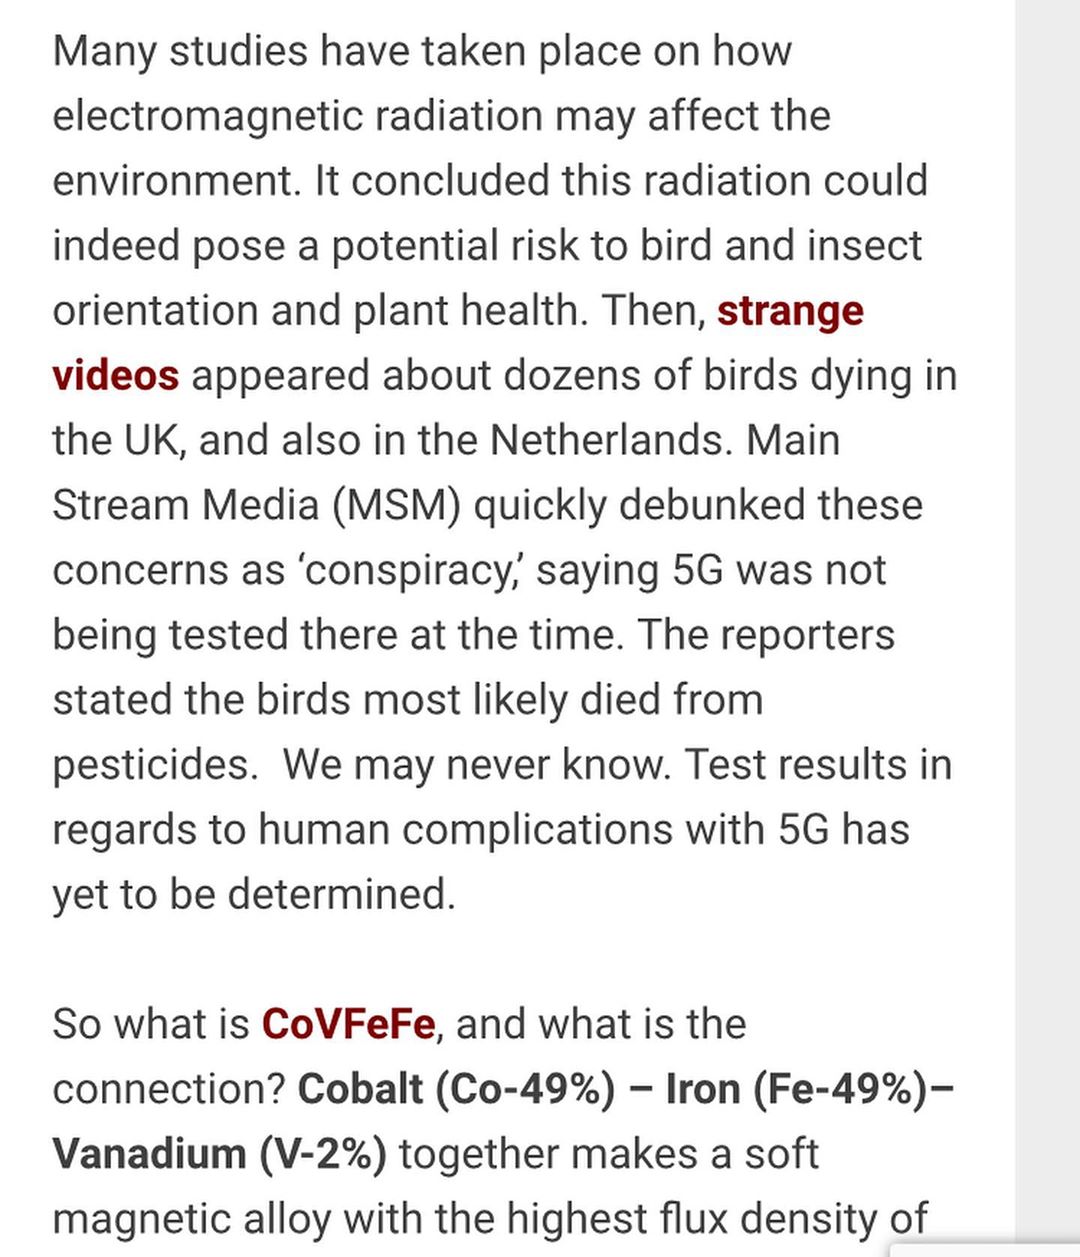 Many studies have taken place on how
electromagnetic radiation may affect the
environment. It concluded this radiation could
indeed pose a potential risk to bird and insect
orientation and plant health. Then, strange
videos appeared about dozens of birds dying in
the UK, and also in the Netherlands. Main
Stream Media (MSM) quickly debunked these
concerns as ‘conspiracy,’ saying 5G was not
being tested there at the time. The reporters
stated the birds most likely died from
pesticides.  We may never know. Test results in
regards to human complications with 5G has
yet to be determined.
So what is CoVFeFe, and what is the
connection? Cobalt (Co-49%) – Iron (Fe-49%)–
Vanadium (V-2%) together makes a soft
magnetic alloy with the highest flux density of